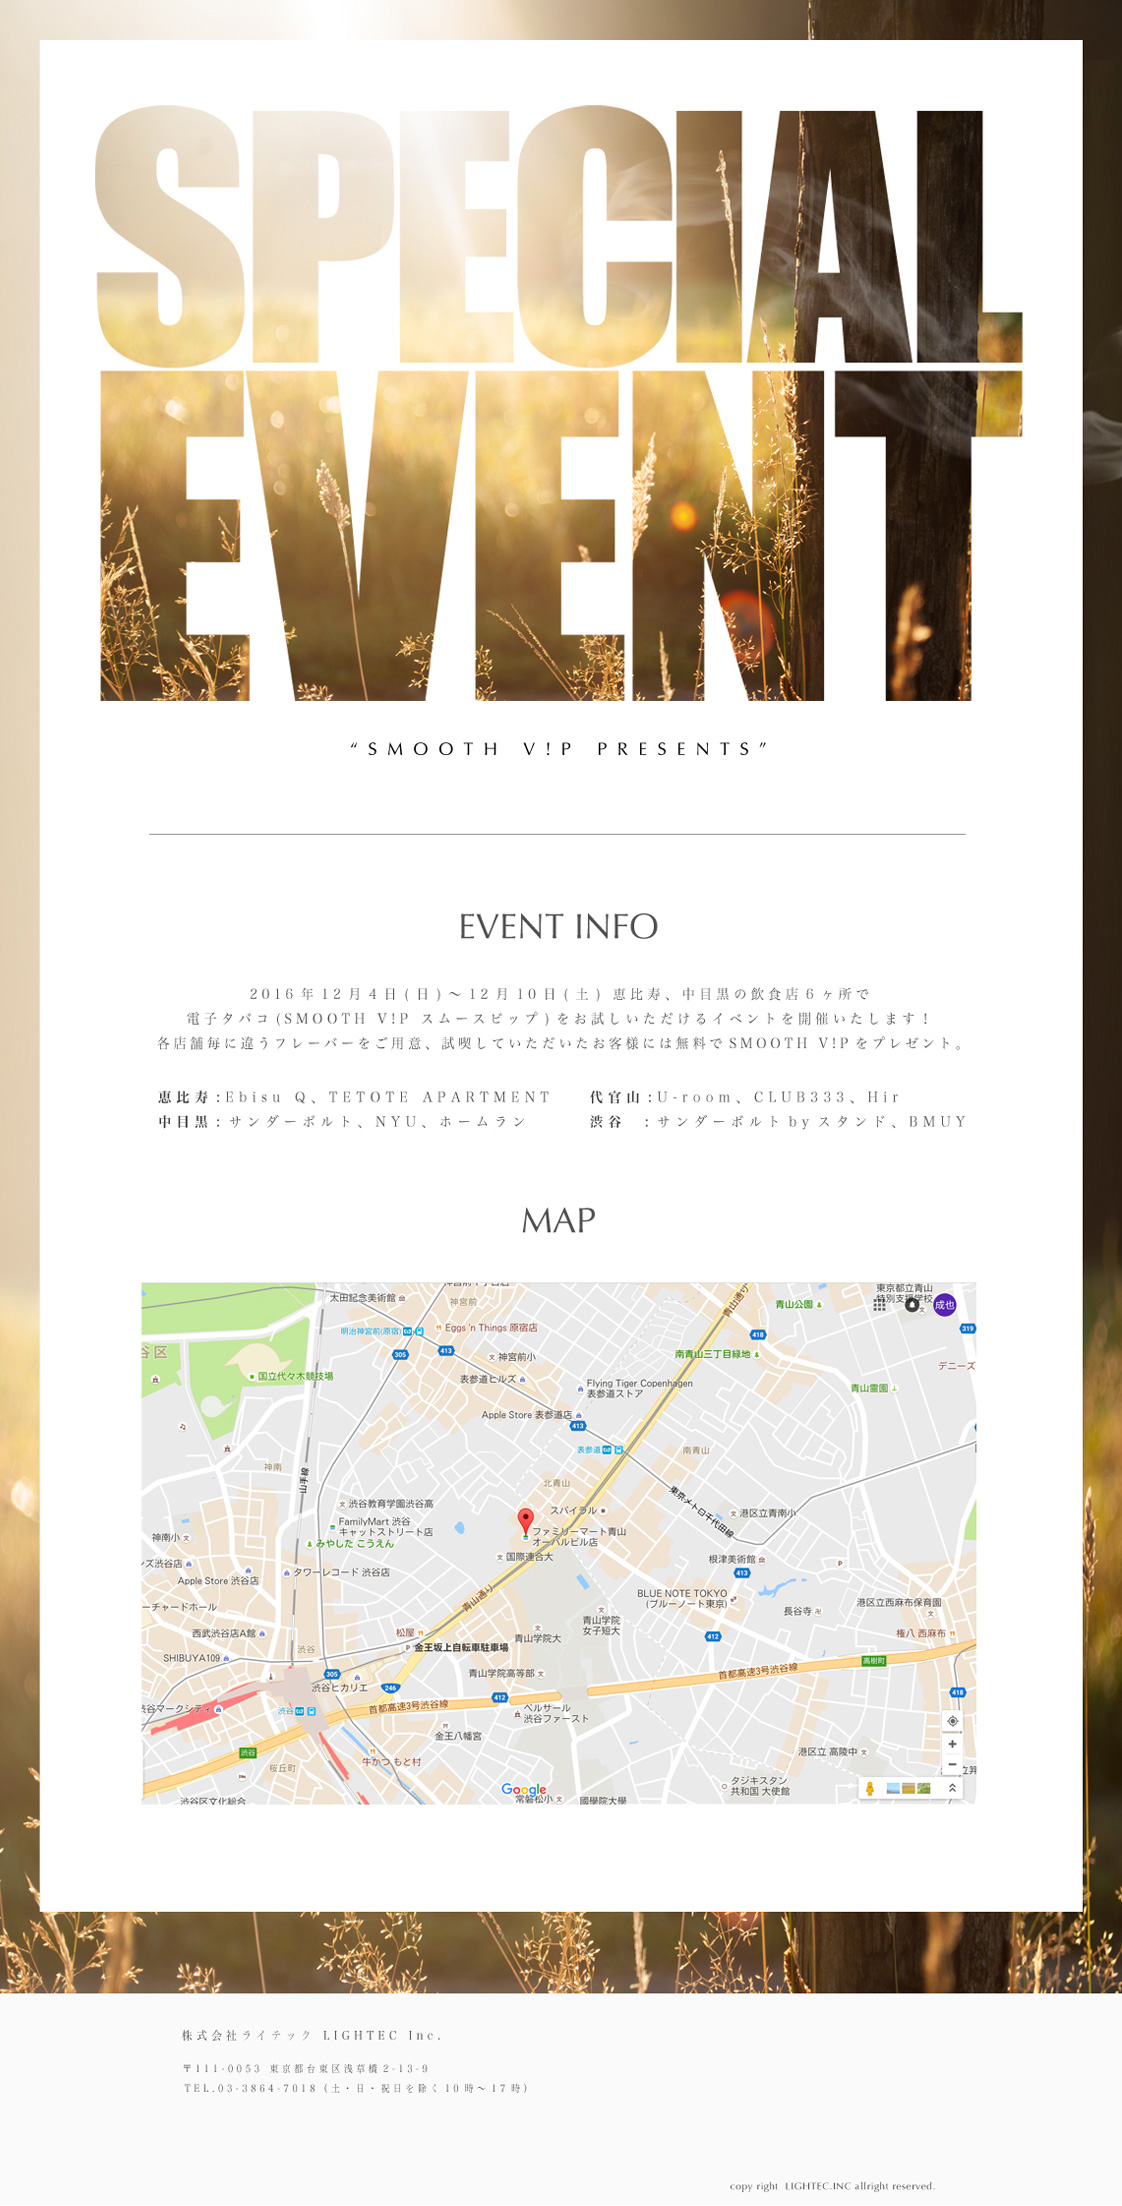 SPECIAL
EVENT
“SMOOTH V!P PRESENTS”
EVENT INFO
2016年12月4日(日)～12月10日(土) 恵比寿、中目黒の飲食店6ヶ所で
電子タバコ(SMOOTH V!P スムースビップ)をお試しいただけるイベントを開催いたします！
各店舗毎に違うフレーバーをご用意、試喫していただいたお客様には無料でSMOOTH V!Pをプレゼント。
恵比寿:Ebisu Q、TETOTE APARTMENT 代官山:U-room、CLUB333、Hir
中目黒:サンダーボルト、NYU、ホームラン 渋谷 :サンダーボルトbyスタンド、BMUY
MAP
東京都立青山
特別支援学校
太田記念美術館
神宮前
青山公園
成也
青山通り
明治神宮前(原宿)
Eggs 'n Things 原宿店
418
319
305
413
谷区
神宮前小
南青山三丁目緑地
デニーズ
国立代々木競技場
表参道ヒルズ
Flying Tiger Copenhagen
表参道ストア
青山霊園
Apple Store 表参道店
413
表参道
南青山
神南
山手線
北青山
東京メトロ千代田線
渋谷教育学園渋谷高
スパイラル
港区立青南小
FamilyMart 渋谷
キャットストリート店
ファミリーマート青山
オーバルビル店
神南小
みやした こうえん
国際連合大
根津美術館
ズ渋谷店
タワーレコード 渋谷店
413
Apple Store 渋谷店
BLUE NOTE TOKYO
(ブルーノート東京)
ーチャードホール
青山通り
長谷寺
港区立西麻布保育園
青山学院
女子短大
西武渋谷店A館
松屋
青山学院大
412
権八 西麻布
渋谷
金王坂上自転車駐車場
SHIBUYA109
高樹町
305
青山学院高等部
首都高速3号渋谷線
渋谷ヒカリエ
246
412
418
渋谷マークシティ
渋谷
首都高速3号渋谷線
ベルサール
渋谷ファースト
金王八幡宮
渋谷
港区立 高陵中
桜丘町
牛かつ もと村
タジキスタン
共和国 大使館
Google
渋谷区文化総合
常磐松小
國學院大學
株式会社ライテック LIGHTEC Inc.
〒111-0053 東京都台東区浅草橋2-13-9
TEL.03-3864-7018 (土・日・祝日を除く10時～17時)
copy right LIGHTEC.INC allright reserved.